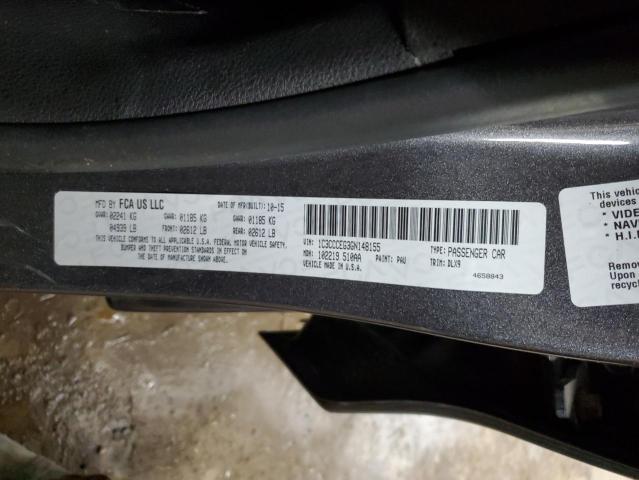 MFD BY FCA US LLC DATE OF MFR(BUILT): 10-15
GVWR: 02241 KG GAWR: 01185 KG GAWR: 01185 KG
04939 LB FRONT: 02612 LB REAR: 02612 LB
THIS VEHICLE CONFORMS TO ALL APPLICABLE U.S.A. FEDERAL MOTOR VEHICLE SAFETY,
BUMPER AND THEFT PREVENTION STANDARDS IN EFFECT ON
THE DATE OF MANUFACTURE SHOWN ABOVE.
VIN: 1C3CCCEG3GN148155 TYPE: PASSENGER CAR
MDH: 102219 510AA PAINT: PAU TRIM: DLX9
VEHICLE MADE IN U.S.A.
4658843
This vehic
devices
* VIDE
* NAV
* H.I.
Remo
Upon
recyc